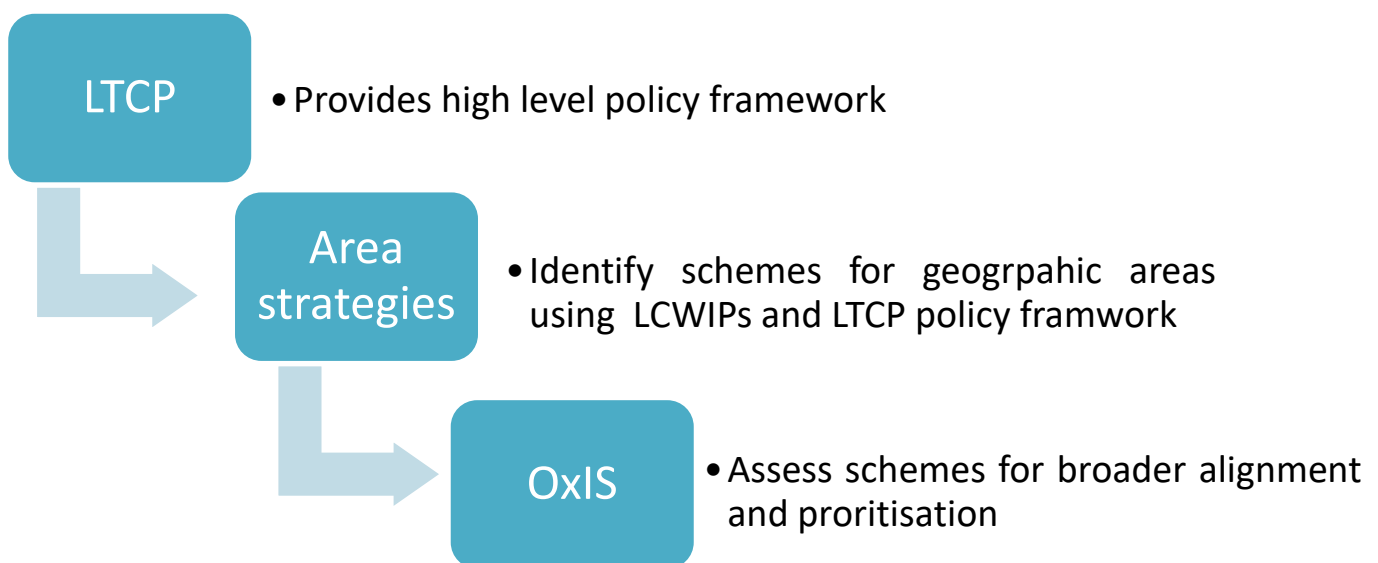 LTCP
• Provides high level policy framework
Area
strategies
• Identify schemes for geogrpahic areas
using LCWIPs and LTCP policy framwork
OxIS
• Assess schemes for broader alignment
and proritisation